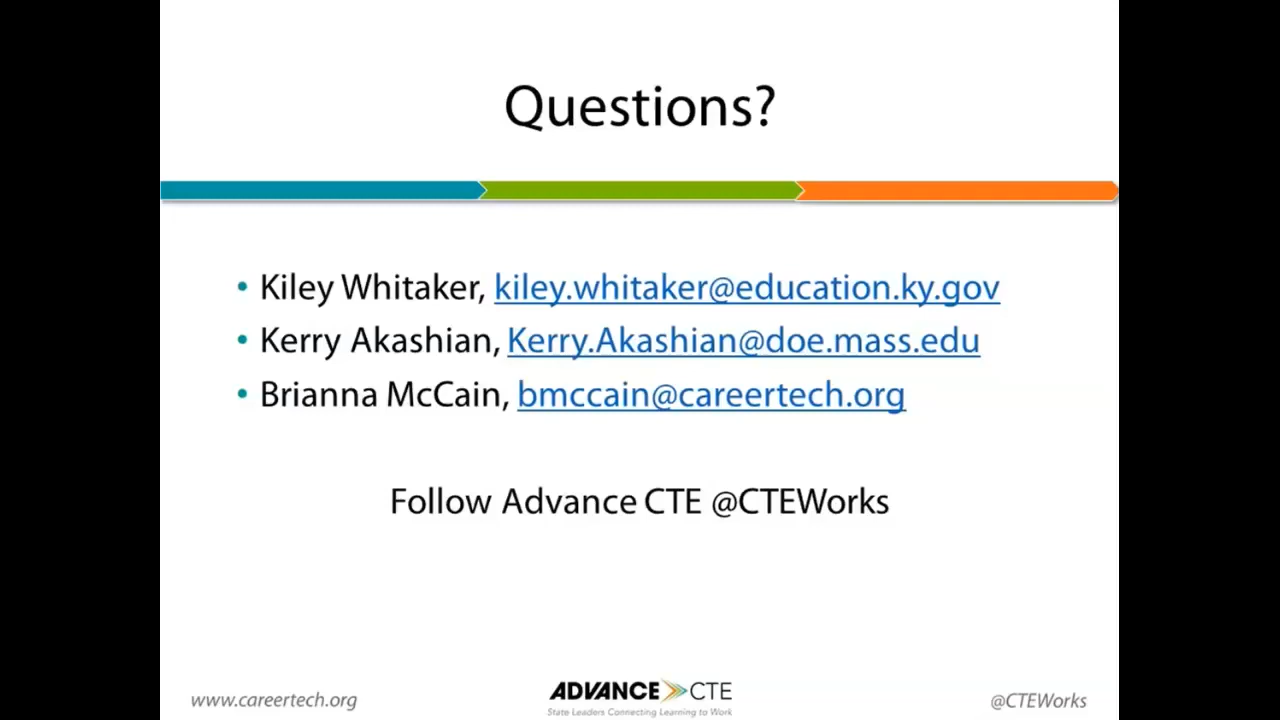 Questions?
• Kiley Whitaker, kiley.whitaker@education.ky.gov
• Kerry Akashian, Kerry.Akashian@doe.mass.edu
• Brianna McCain, bmccain@careertech.org
Follow Advance CTE @CTEWorks
www.careertech.org
ADVANCE CTE
State Leaders Connecting Learning to Work
@CTEWorks